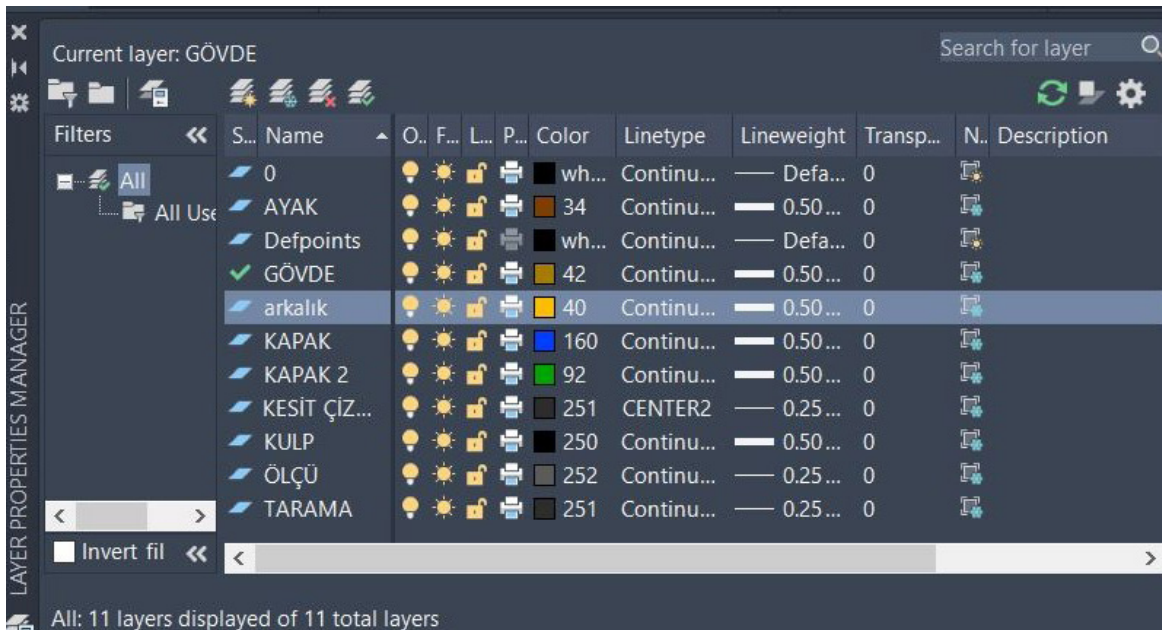 Current layer: GÖVDE
Search for layer
Filters
S... Name O. F... L... P... Color Linetype Lineweight Transp... N.. Description
All
All Use
0 wh... Continu... Defa... 0
AYAK 34 Continu... 0.50... 0
Defpoints wh... Continu... Defa... 0
GÖVDE 42 Continu... 0.50... 0
arkalık 40 Continu... 0.50... 0
KAPAK 160 Continu... 0.50... 0
KAPAK 2 92 Continu... 0.50... 0
KESİT ÇİZ... 251 CENTER2 0.25... 0
KULP 250 Continu... 0.50... 0
ÖLÇÜ 252 Continu... 0.25... 0
TARAMA 251 Continu... 0.25... 0
Invert fil
All: 11 layers displayed of 11 total layers
LAYER PROPERTIES MANAGER